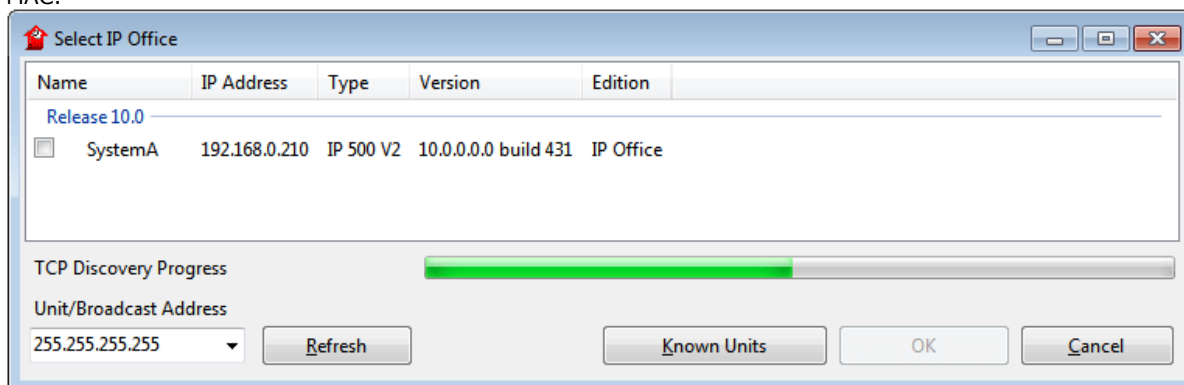 MAC.
Select IP Office
Name IP Address Type Version Edition
Release 10.0
SystemA 192.168.0.210 IP 500 V2 10.0.0.0.0 build 431 IP Office
TCP Discovery Progress
Unit/Broadcast Address
255.255.255.255 Refresh Known Units OK Cancel